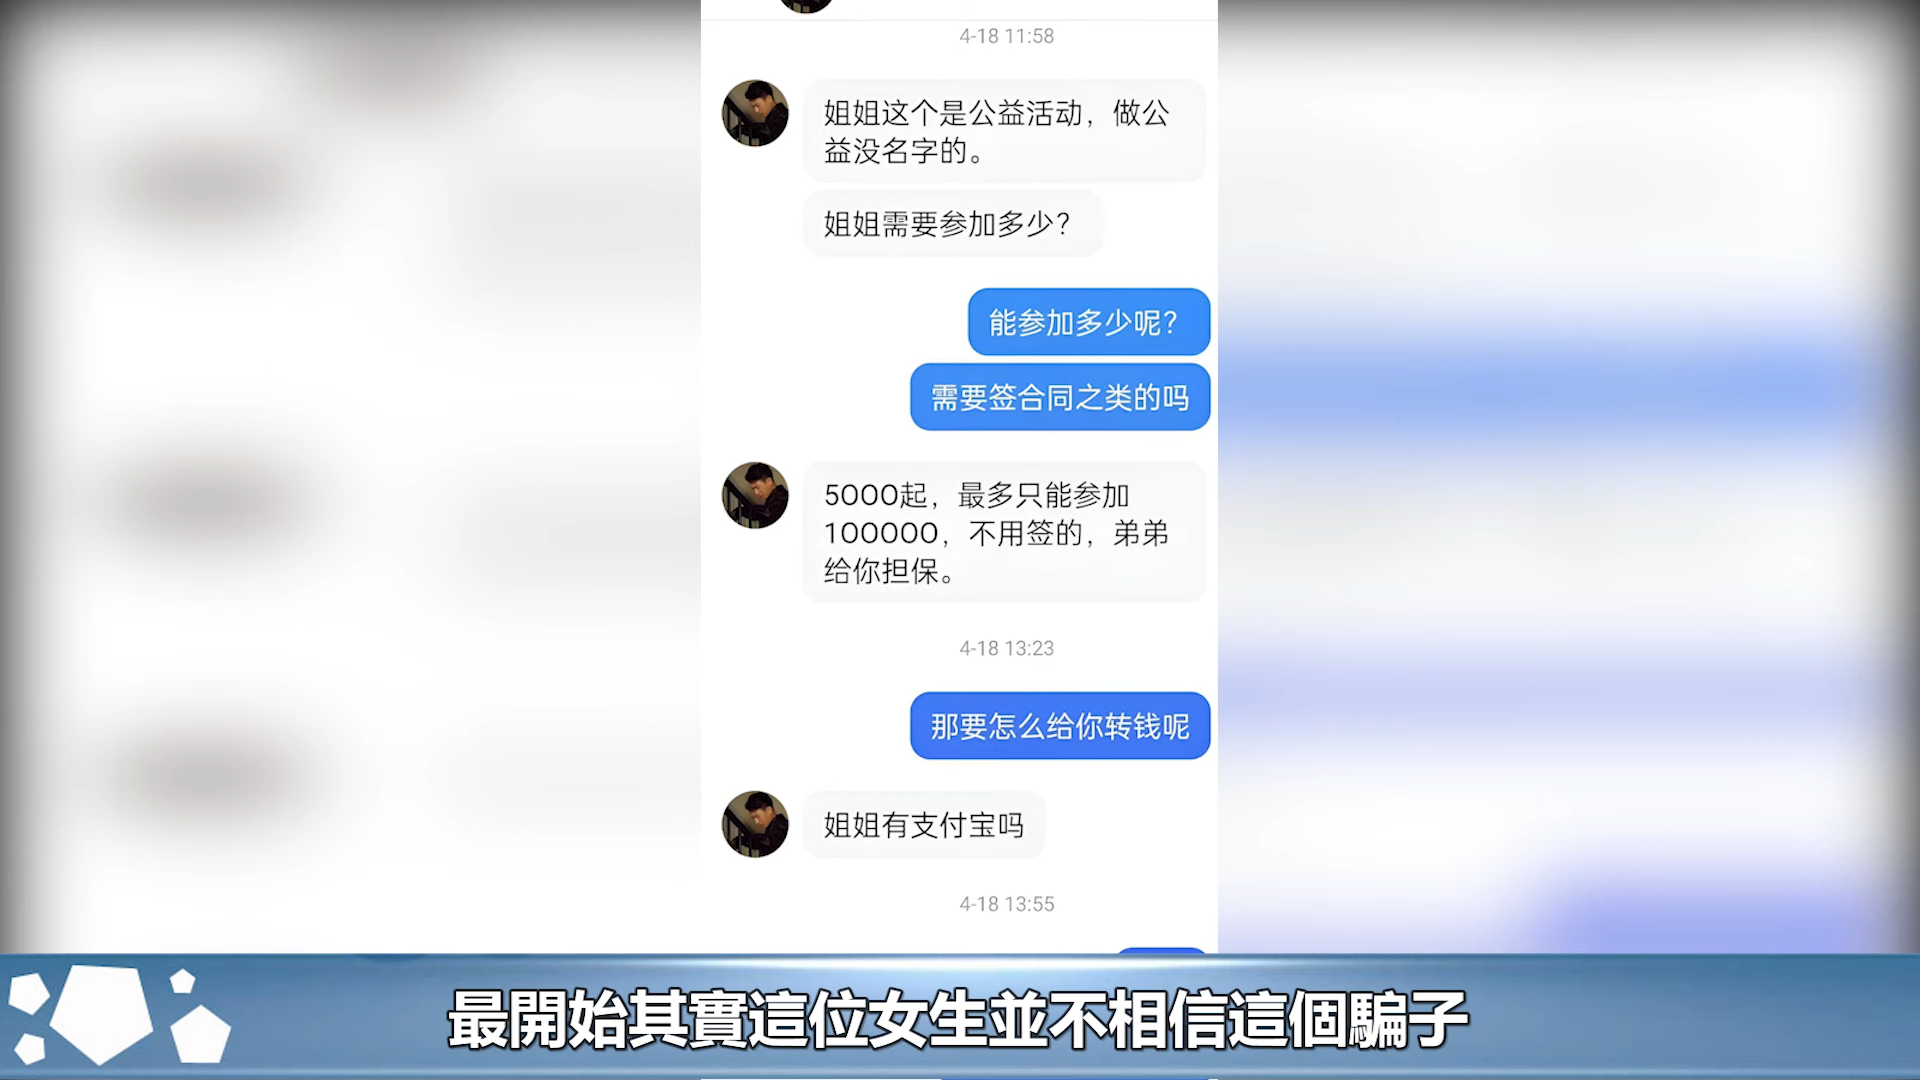 4-18 11:58
姐姐这个是公益活动，做公
益没名字的。
姐姐需要参加多少？
能参加多少呢？
需要签合同之类的吗
5000起，最多只能参加
100000，不用签的，弟弟
给你担保。
4-18 13:23
那要怎么给你转钱呢
姐姐有支付宝吗
4-18 13:55
最開始其實這位女生並不相信這個騙子